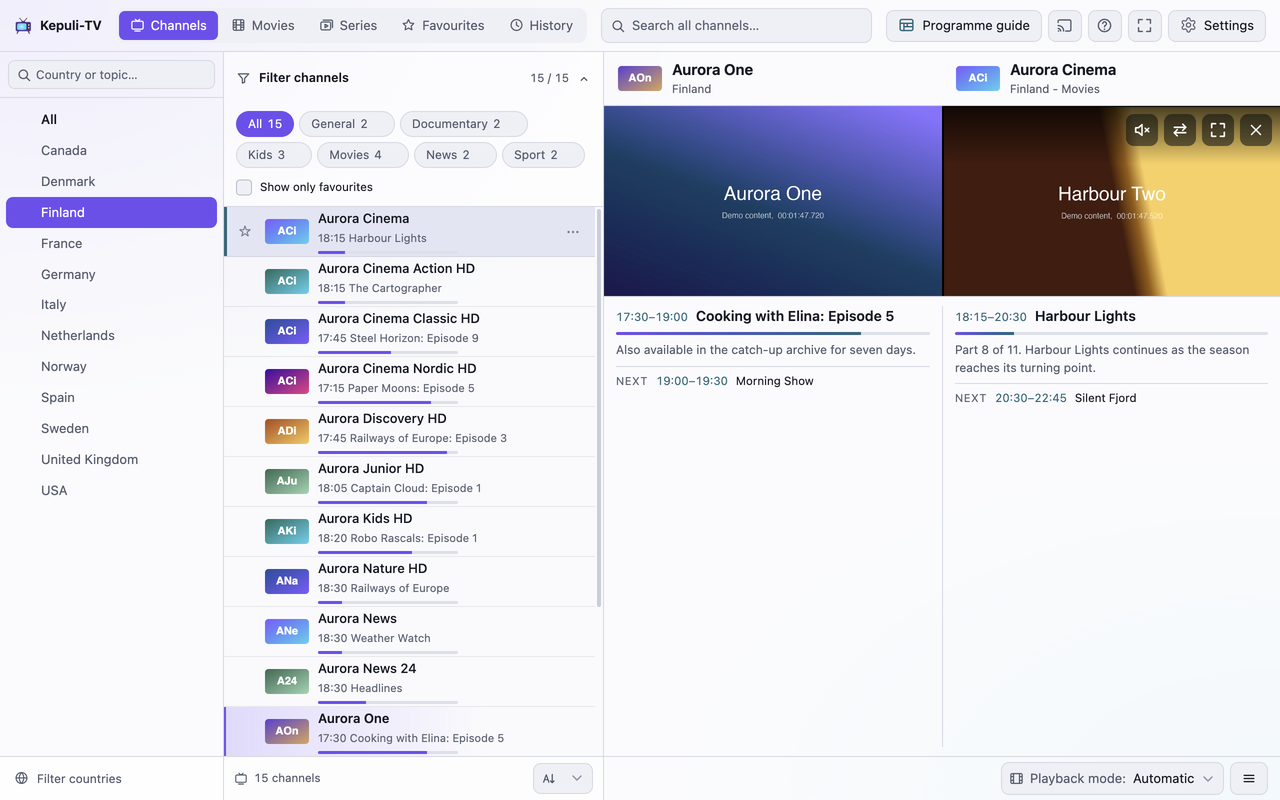 Kepuli-TV
Channels
Movies
Series
Favourites
History
Search all channels...
Programme guide
Settings
Country or topic...
All
Canada
Denmark
Finland
France
Germany
Italy
Netherlands
Norway
Spain
Sweden
United Kingdom
USA
Filter countries
Filter channels
15 / 15
All 15
General 2
Documentary 2
Kids 3
Movies 4
News 2
Sport 2
Show only favourites
ACi
Aurora Cinema
18:15 Harbour Lights
ACi
Aurora Cinema Action HD
18:15 The Cartographer
ACi
Aurora Cinema Classic HD
17:45 Steel Horizon: Episode 9
ACi
Aurora Cinema Nordic HD
17:15 Paper Moons: Episode 5
ADi
Aurora Discovery HD
17:45 Railways of Europe: Episode 3
AJu
Aurora Junior HD
18:05 Captain Cloud: Episode 1
AKi
Aurora Kids HD
18:20 Robo Rascals: Episode 1
ANa
Aurora Nature HD
18:30 Railways of Europe
ANe
Aurora News
18:30 Weather Watch
A24
Aurora News 24
18:30 Headlines
AOn
Aurora One
17:30 Cooking with Elina: Episode 5
15 channels
AOn
Aurora One
Finland
Aurora One
Demo content. 00:01:47.720
17:30–19:00 Cooking with Elina: Episode 5
Also available in the catch-up archive for seven days.
NEXT 19:00–19:30 Morning Show
ACi
Aurora Cinema
Finland - Movies
Harbour Two
Demo content. 00:01:47.520
18:15–20:30 Harbour Lights
Part 8 of 11. Harbour Lights continues as the season
reaches its turning point.
NEXT 20:30–22:45 Silent Fjord
Playback mode: Automatic